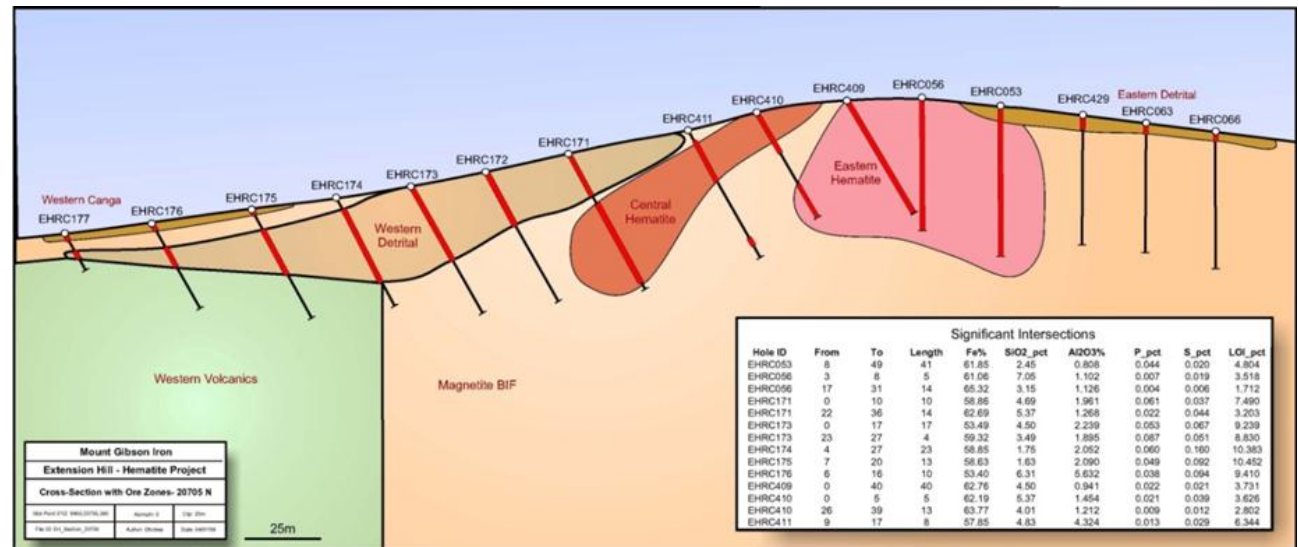 EHRC056
EHRC409
EHRC410
EHRC053
EHRC429
Eastern Detrital
EHRC063
EHRC066
EHRC411
EHRC171
EHRC172
EHRC173
EHRC174
EHRC175
Western Canga
EHRC176
EHRC177
Eastern
Hematite
Central
Hematite
Western
Detrital
Western Volcanics
Magnetite BIF
Significant Intersections
Hole ID From To Length Fe% SiO2_pct Al2O3% P_pct S_pct LOI_pct
EHRC053 8 49 41 61.85 2.45 0.808 0.044 0.020 4.804
EHRC056 3 8 5 61.06 7.05 1.102 0.007 0.019 3.518
EHRC056 17 31 14 65.32 3.15 1.126 0.004 0.006 1.712
EHRC171 0 10 10 58.86 4.69 1.961 0.061 0.037 7.490
EHRC171 22 36 14 62.69 5.37 1.268 0.022 0.044 3.203
EHRC173 0 17 17 53.49 4.50 2.239 0.053 0.067 9.239
EHRC173 23 27 4 59.32 3.49 1.895 0.087 0.051 8.830
EHRC174 4 27 23 58.85 1.75 2.052 0.060 0.160 10.383
EHRC175 7 20 13 58.63 1.63 2.090 0.049 0.092 10.452
EHRC176 6 16 10 53.40 6.31 5.632 0.038 0.094 9.410
EHRC409 0 40 40 62.76 4.50 0.941 0.022 0.021 3.731
EHRC410 0 5 5 62.19 5.37 1.454 0.021 0.039 3.626
EHRC410 26 39 13 63.77 4.01 1.212 0.009 0.012 2.802
EHRC411 9 17 8 57.85 4.83 4.324 0.013 0.029 6.344
Mount Gibson Iron
Extension Hill - Hematite Project
Cross-Section with Ore Zones- 20705 N
25m